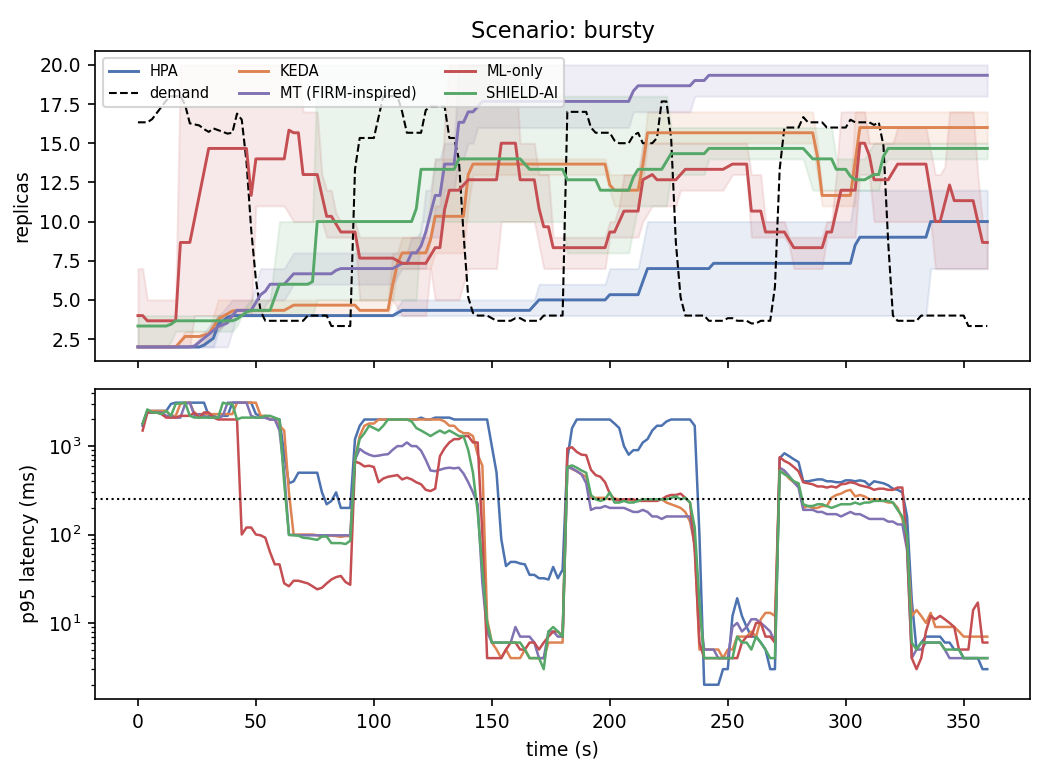 Scenario: bursty
HPA
demand
KEDA
MT (FIRM-inspired)
ML-only
SHIELD-AI
replicas
20.0
17.5
15.0
12.5
10.0
7.5
5.0
2.5
p95 latency (ms)
10³
10²
10¹
0 50 100 150 200 250 300 350
time (s)